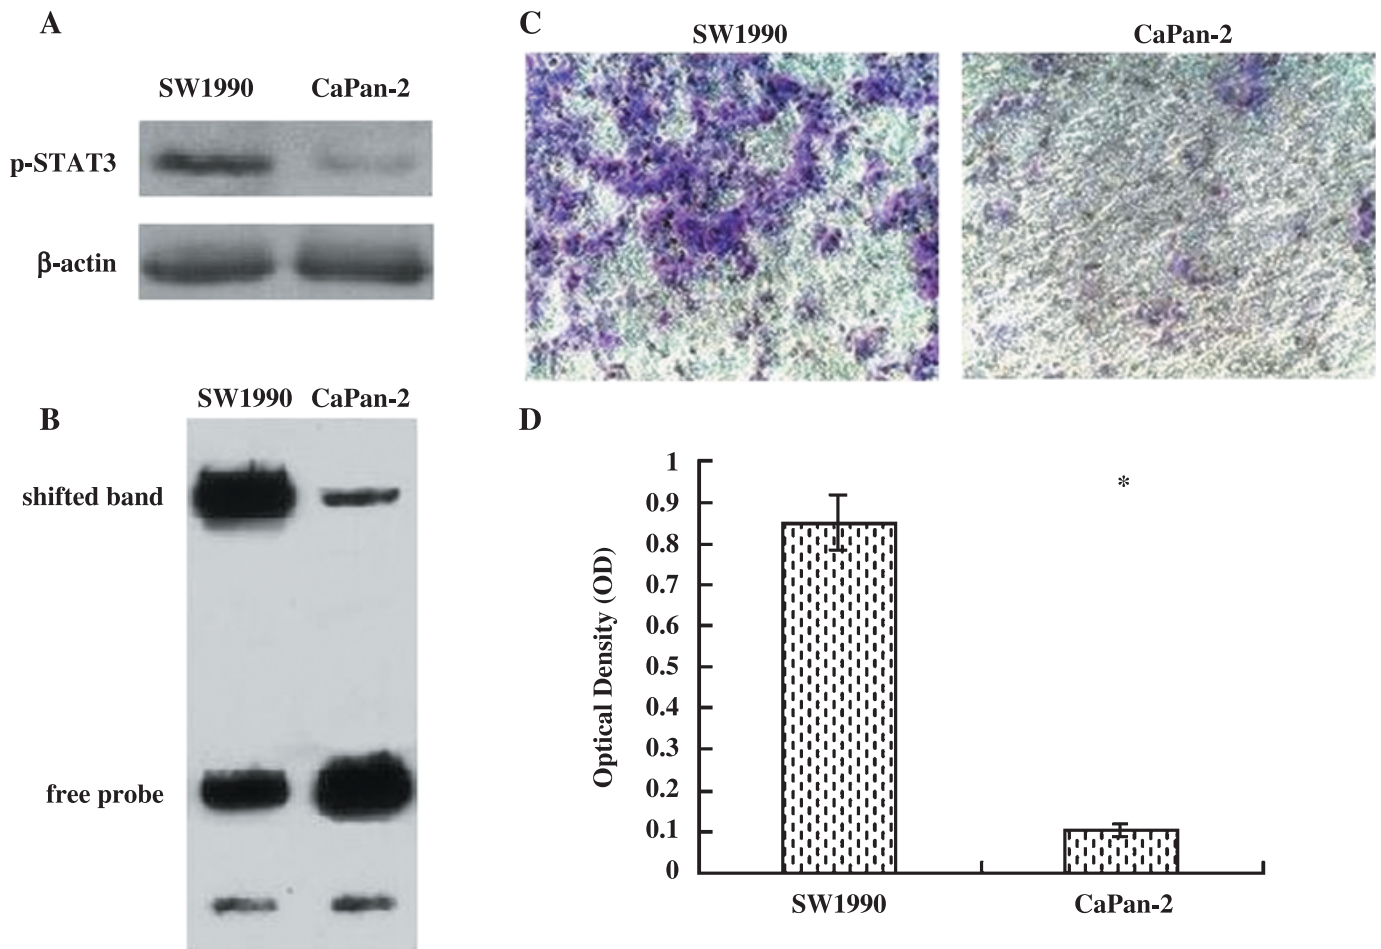 A
SW1990 CaPan-2
p-STAT3
β-actin
B
SW1990 CaPan-2
shifted band
free probe
C
SW1990 CaPan-2
D
Optical Density (OD)
1
0.9
0.8
0.7
0.6
0.5
0.4
0.3
0.2
0.1
0
*
SW1990 CaPan-2